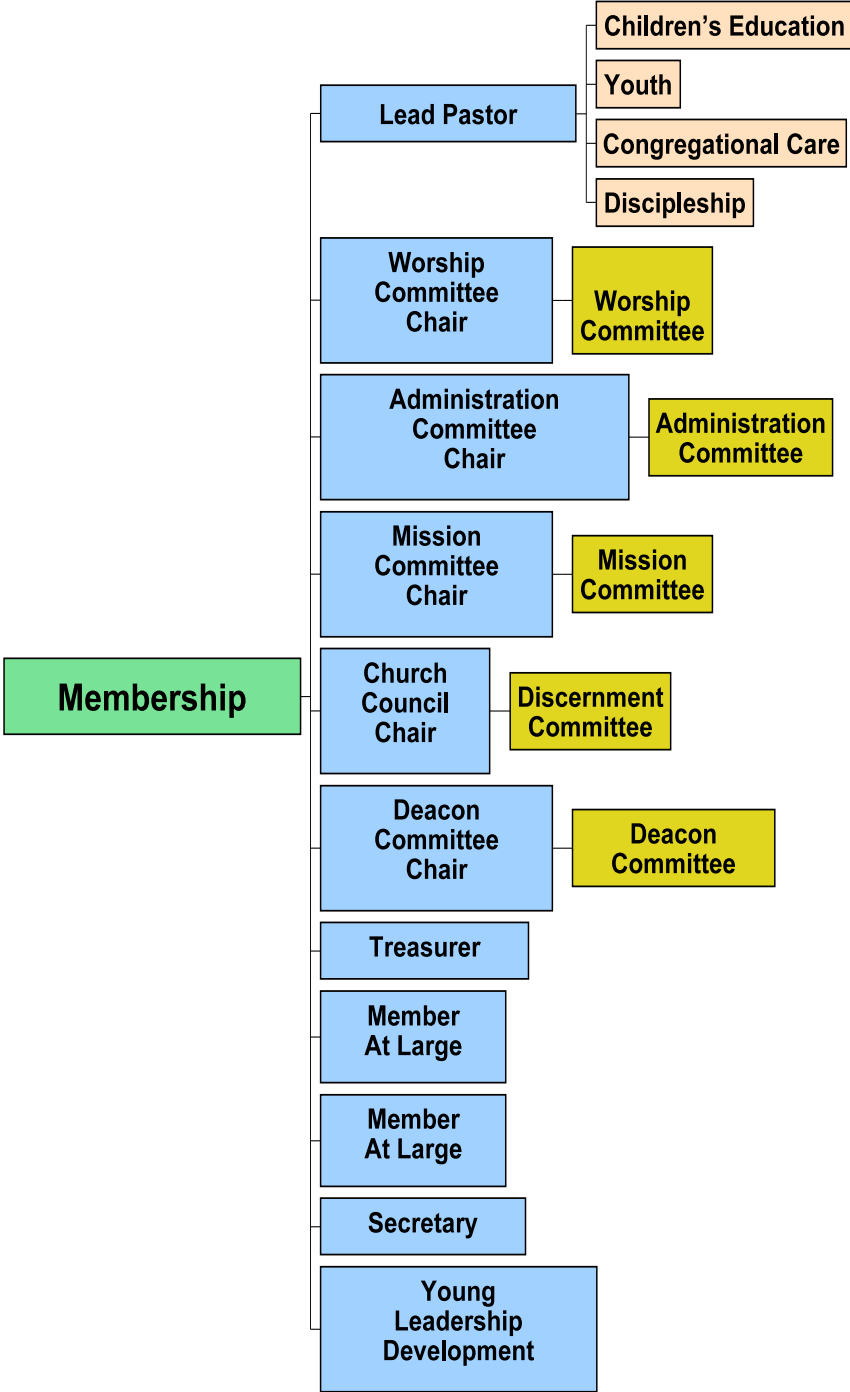 Children’s Education
Youth
Lead Pastor
Congregational Care
Discipleship
Worship
Committee
Chair
Worship
Committee
Administration
Committee
Chair
Administration
Committee
Mission
Committee
Chair
Mission
Committee
Membership
Church
Council
Chair
Discernment
Committee
Deacon
Committee
Chair
Deacon
Committee
Treasurer
Member
At Large
Member
At Large
Secretary
Young
Leadership
Development